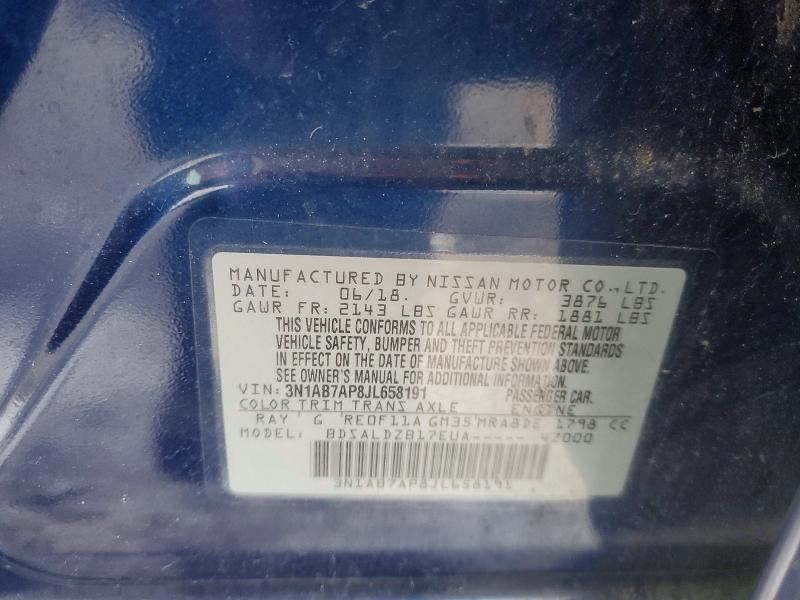 MANUFACTURED BY NISSAN MOTOR CO., LTD.
DATE: 06/18. GVWR: 3876 LBS
GAWR FR: 2143 LBS GAWR RR: 1881 LBS
THIS VEHICLE CONFORMS TO ALL APPLICABLE FEDERAL MOTOR
VEHICLE SAFETY, BUMPER AND THEFT PREVENTION STANDARDS
IN EFFECT ON THE DATE OF MANUFACTURE SHOWN ABOVE.
SEE OWNER'S MANUAL FOR ADDITIONAL INFORMATION.
VIN: 3N1AB7AP8JL658191 PASSENGER CAR.
COLOR TRIM TRANS AXLE ENGINE
RAY G RE0F11A GM35 MRA8DE 1798 CC
MODEL: BDSALDZB17EUA----- 42000
3N1AB7AP8JL658191